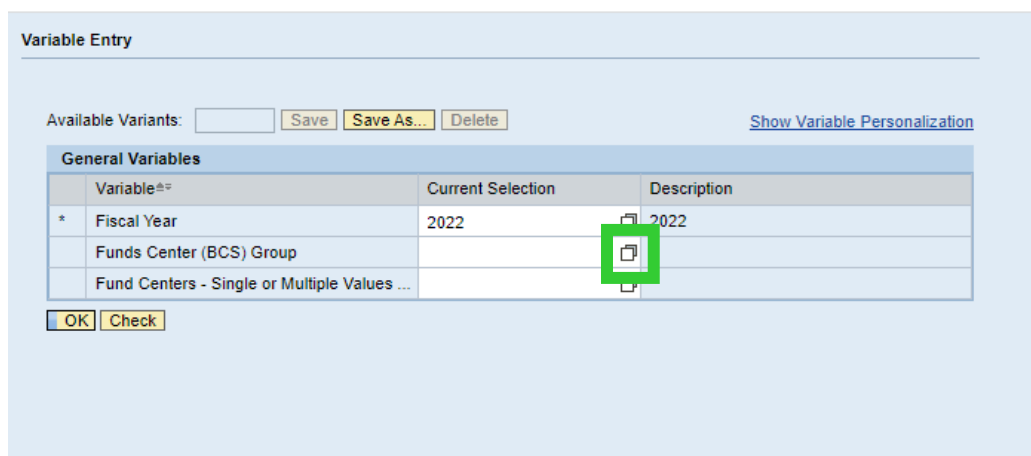 Variable Entry
Available Variants: Save Save As... Delete Show Variable Personalization
General Variables
Variable Current Selection Description
* Fiscal Year 2022 2022
Funds Center (BCS) Group
Fund Centers - Single or Multiple Values ...
OK Check